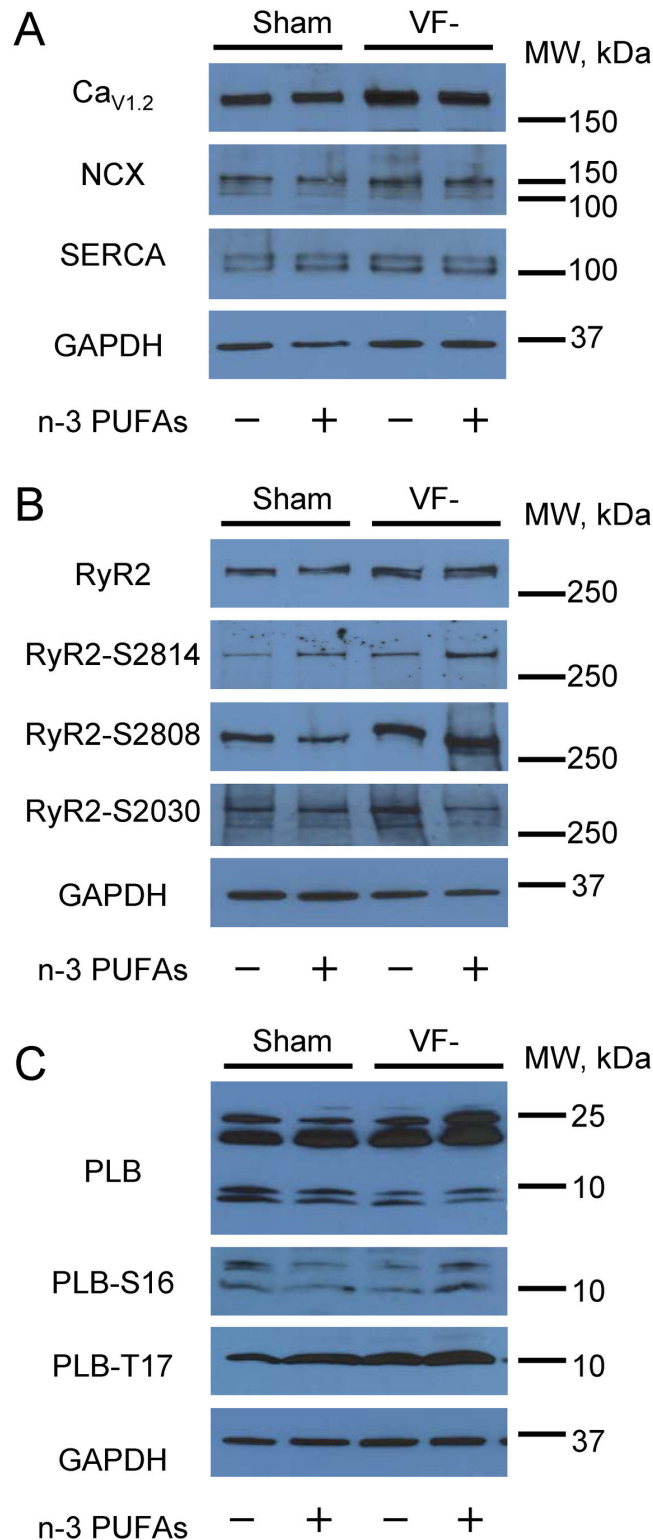 A
Sham VF-
MW, kDa
CaV1.2
150
NCX
150
100
SERCA
100
GAPDH
37
n-3 PUFAs − + − +
B
Sham VF-
MW, kDa
RyR2
250
RyR2-S2814
250
RyR2-S2808
250
RyR2-S2030
250
GAPDH
37
n-3 PUFAs − + − +
C
Sham VF-
MW, kDa
25
PLB
10
PLB-S16
10
PLB-T17
10
37
GAPDH
n-3 PUFAs − + − +